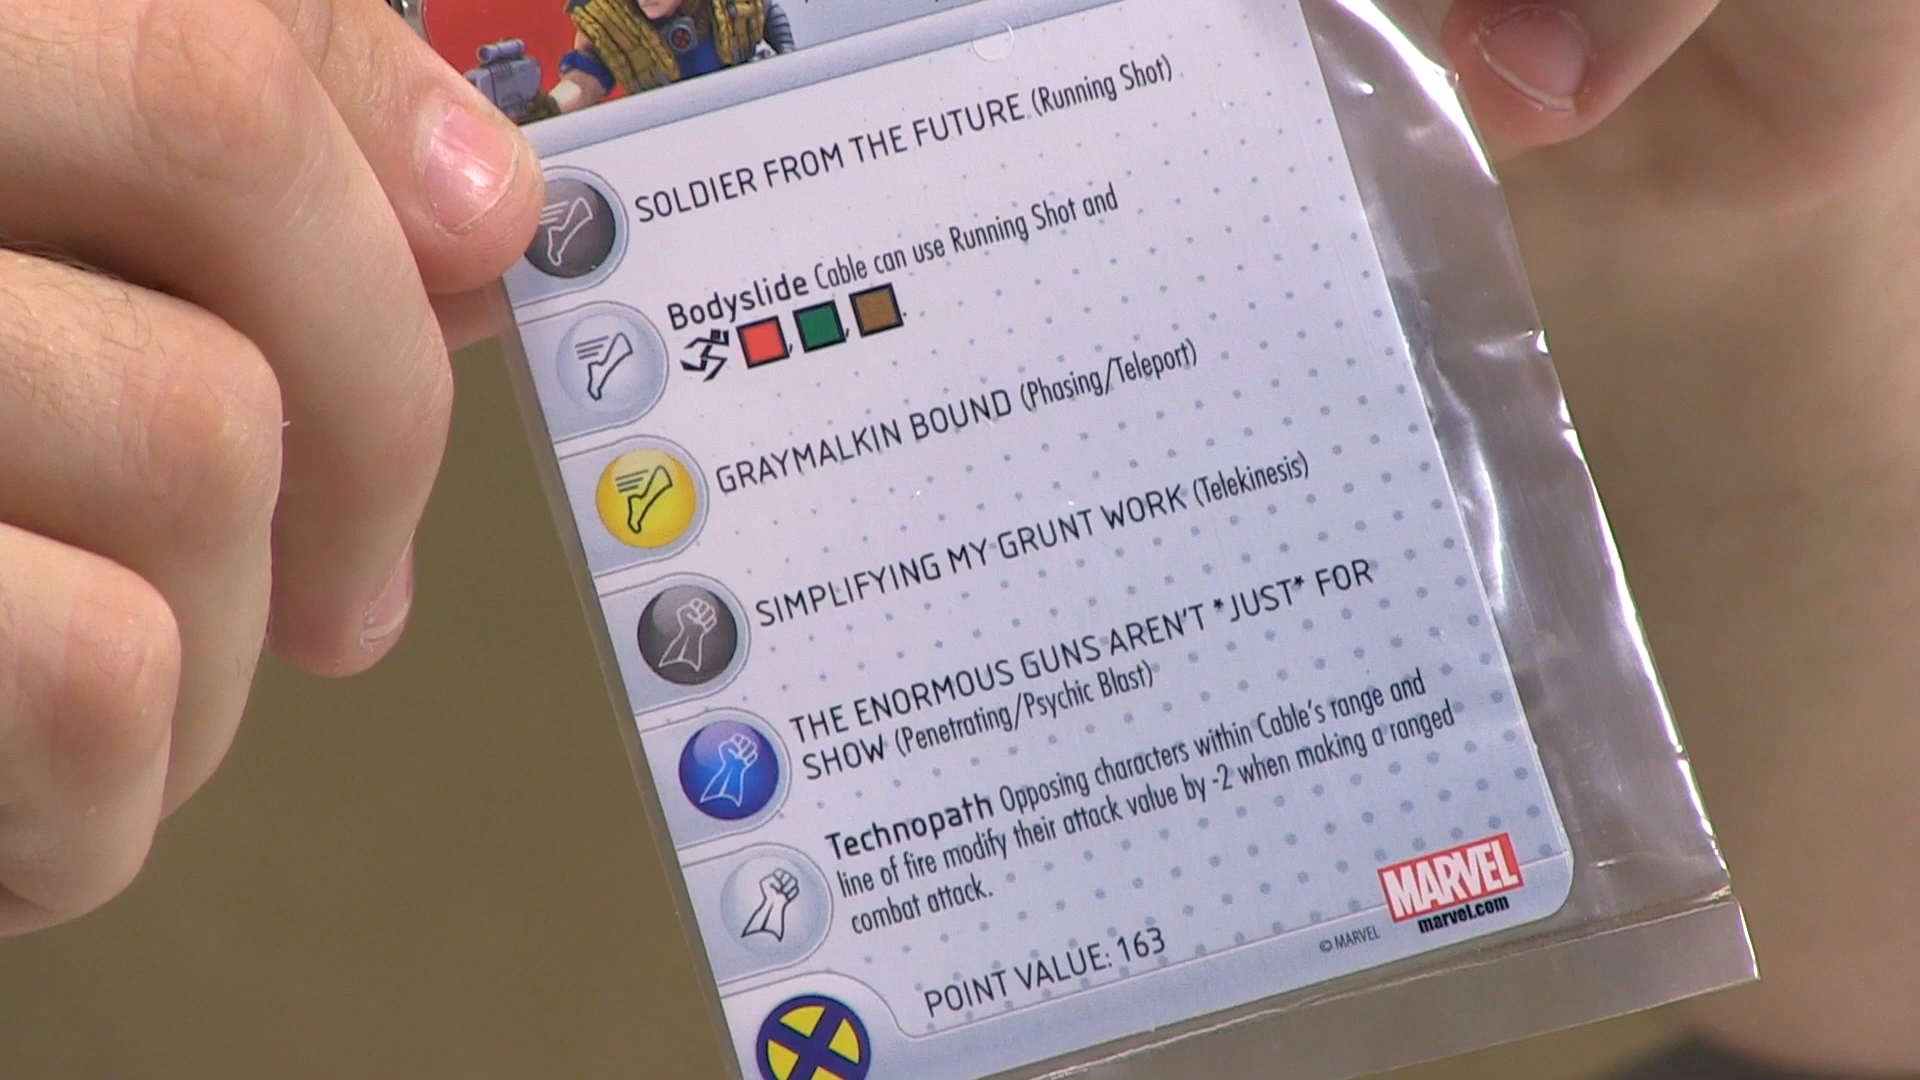 SOLDIER FROM THE FUTURE (Running Shot)
Bodyslide Cable can use Running Shot and
, , .
GRAYMALKIN BOUND (Phasing/Teleport)
SIMPLIFYING MY GRUNT WORK (Telekinesis)
THE ENORMOUS GUNS AREN'T *JUST* FOR
SHOW (Penetrating/Psychic Blast)
Technopath Opposing characters within Cable's range and
line of fire modify their attack value by -2 when making a ranged
combat attack.
POINT VALUE: 163
© MARVEL
MARVEL
marvel.com